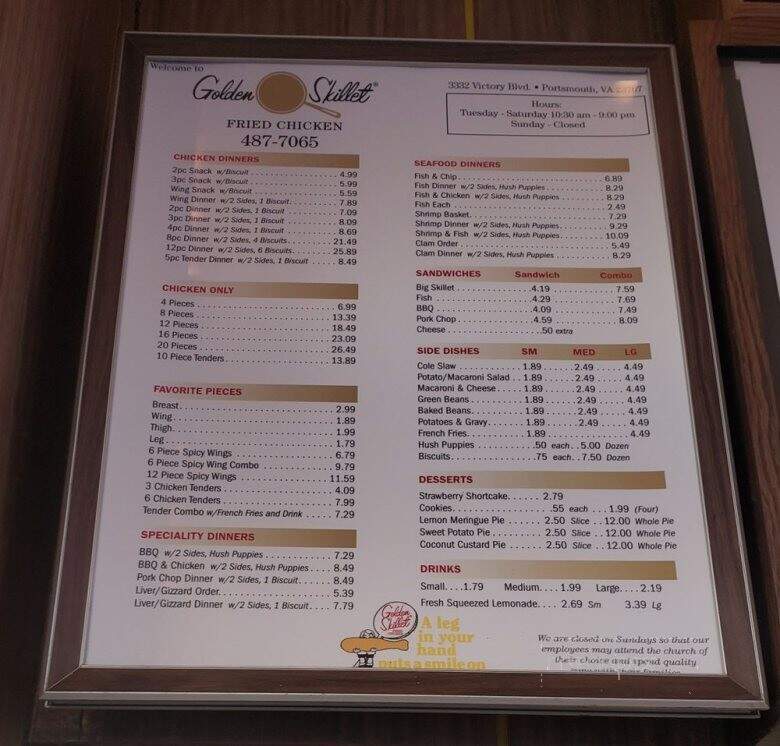 Welcome to
Golden Skillet®
FRIED CHICKEN
487-7065
3332 Victory Blvd. • Portsmouth, VA 23707
Hours:
Tuesday - Saturday 10:30 am - 9:00 pm
Sunday - Closed
CHICKEN DINNERS
2pc Snack w/Biscuit . . . . 4.99
3pc Snack w/Biscuit . . . . 5.99
Wing Snack w/Biscuit . . . . 5.59
Wing Dinner w/2 Sides, 1 Biscuit . . . . 7.89
2pc Dinner w/2 Sides, 1 Biscuit . . . . 7.09
3pc Dinner w/2 Sides, 1 Biscuit . . . . 8.09
4pc Dinner w/2 Sides, 1 Biscuit . . . . 8.69
8pc Dinner w/2 Sides, 4 Biscuits . . . . 21.49
12pc Dinner w/2 Sides, 6 Biscuits . . . . 25.89
5pc Tender Dinner w/2 Sides, 1 Biscuit . . . . 8.49
CHICKEN ONLY
4 Pieces . . . . 6.99
8 Pieces . . . . 13.39
12 Pieces . . . . 18.49
16 Pieces . . . . 23.09
20 Pieces . . . . 26.49
10 Piece Tenders . . . . 13.89
FAVORITE PIECES
Breast . . . . 2.99
Wing . . . . 1.89
Thigh . . . . 1.99
Leg . . . . 1.79
6 Piece Spicy Wings . . . . 6.79
6 Piece Spicy Wing Combo . . . . 9.79
12 Piece Spicy Wings . . . . 11.59
3 Chicken Tenders . . . . 4.09
6 Chicken Tenders . . . . 7.99
Tender Combo w/French Fries and Drink . . . . 7.29
SPECIALITY DINNERS
BBQ w/2 Sides, Hush Puppies . . . . 7.29
BBQ & Chicken w/2 Sides, Hush Puppies . . . . 8.49
Pork Chop Dinner w/2 Sides, 1 Biscuit . . . . 8.49
Liver/Gizzard Order . . . . 5.39
Liver/Gizzard Dinner w/2 Sides, 1 Biscuit . . . . 7.79
SEAFOOD DINNERS
Fish & Chip . . . . 6.89
Fish Dinner w/2 Sides, Hush Puppies . . . . 8.29
Fish & Chicken w/2 Sides, Hush Puppies . . . . 8.29
Fish Each . . . . 2.49
Shrimp Basket . . . . 7.29
Shrimp Dinner w/2 Sides, Hush Puppies . . . . 9.29
Shrimp & Fish w/2 Sides, Hush Puppies . . . . 10.09
Clam Order . . . . 5.49
Clam Dinner w/2 Sides, Hush Puppies . . . . 8.29
SANDWICHES Sandwich Combo
Big Skillet . . . . 4.19 . . . . 7.59
Fish . . . . 4.29 . . . . 7.69
BBQ . . . . 4.09 . . . . 7.49
Pork Chop . . . . 4.59 . . . . 8.09
Cheese . . . . .50 extra
SIDE DISHES SM MED LG
Cole Slaw . . . . 1.89 . . . . 2.49 . . . . 4.49
Potato/Macaroni Salad . . 1.89 . . . . 2.49 . . . . 4.49
Macaroni & Cheese . . . . 1.89 . . . . 2.49 . . . . 4.49
Green Beans . . . . 1.89 . . . . 2.49 . . . . 4.49
Baked Beans . . . . 1.89 . . . . 2.49 . . . . 4.49
Potatoes & Gravy . . . . 1.89 . . . . 2.49 . . . . 4.49
French Fries . . . . 1.89 . . . . 4.49
Hush Puppies .50 each . . 5.00 Dozen
Biscuits . . . . .75 each . . 7.50 Dozen
DESSERTS
Strawberry Shortcake . . . . 2.79
Cookies . . . . .55 each . . . 1.99 (Four)
Lemon Meringue Pie . . . . 2.50 Slice . . 12.00 Whole Pie
Sweet Potato Pie . . . . 2.50 Slice . . 12.00 Whole Pie
Coconut Custard Pie . . . . 2.50 Slice . . 12.00 Whole Pie
DRINKS
Small. . . .1.79 Medium. . . .1.99 Large. . . .2.19
Fresh Squeezed Lemonade. . . . 2.69 Sm 3.39 Lg
Golden
Skillet
A leg
in your
hand
puts a smile on
We are closed on Sundays so that our
employees may attend the church of
their choice and spend quality
time with their families